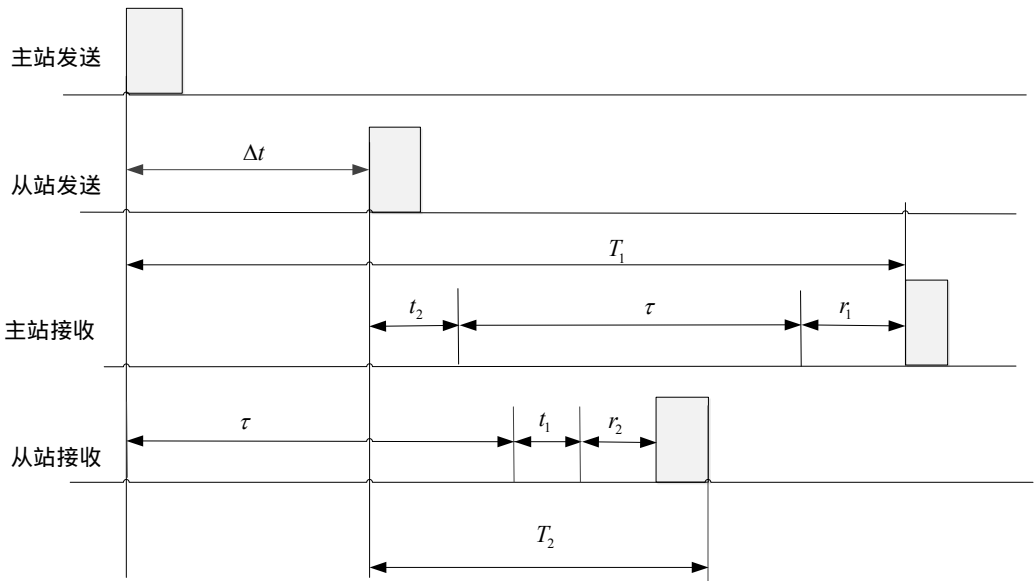 主站发送
Δt
从站发送
T₁
t₂ τ r₁
主站接收
τ t₁ r₂
从站接收
T₂